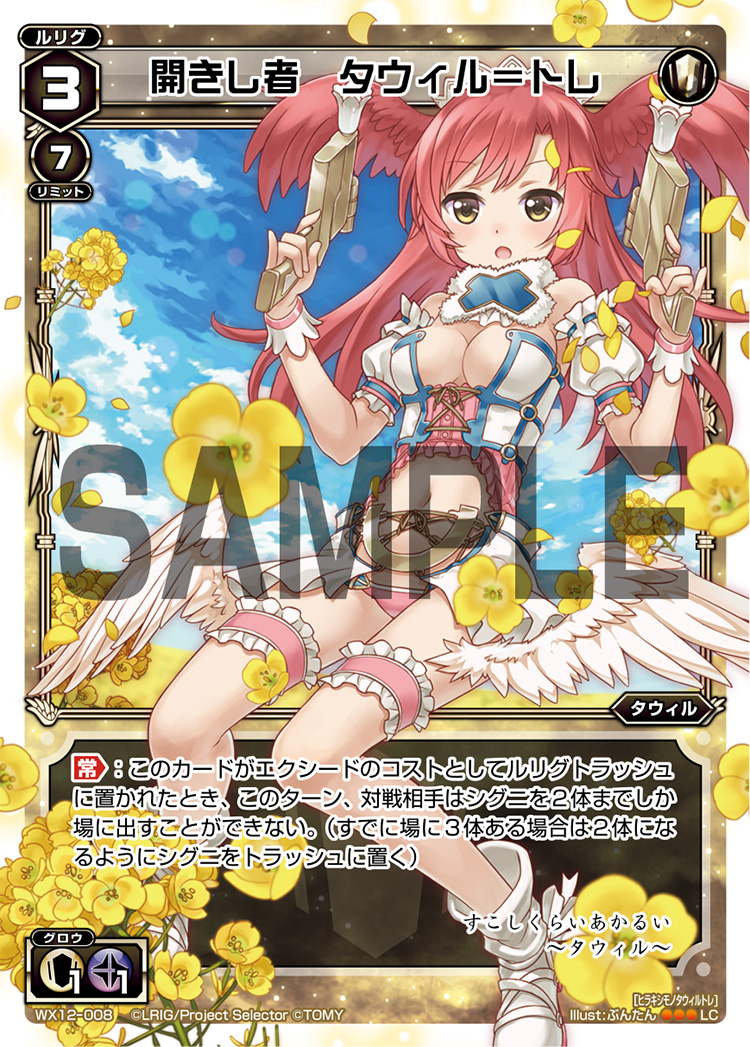 ルリグ
3
開きし者 タウィル=トレ
7
リミット
SAMPLE
タウィル
常:このカードがエクシードのコストとしてルリグトラッシュ
に置かれたとき、このターン、対戦相手はシグニを2体までしか
場に出すことができない。(すでに場に3体ある場合は2体にな
るようにシグニをトラッシュに置く)
すこしくらいあかるい
~タウィル~
グロウ
1 1
[ヒラキシモノタウィルトレ]
WX12-008 ©LRIG/Project Selector ©TOMY Illust:ぶんたん LC